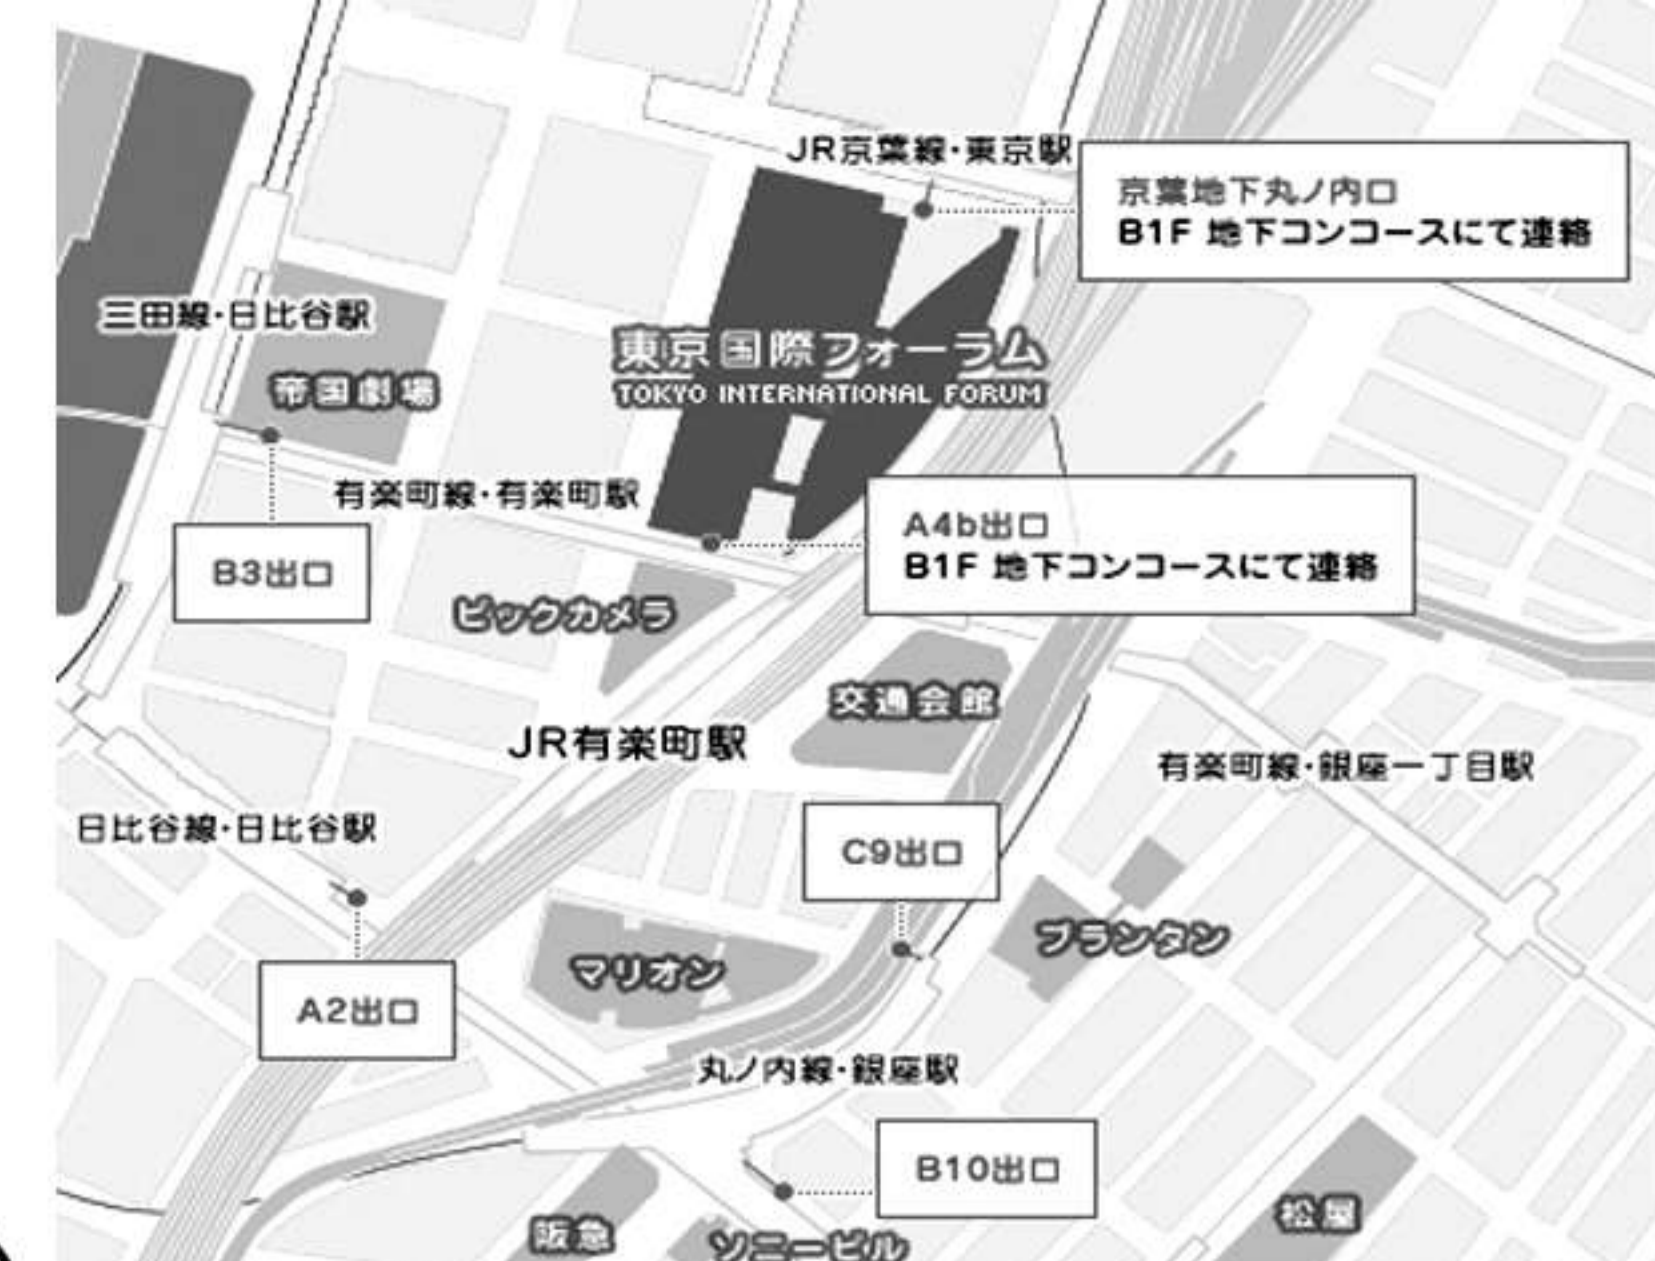 JR京葉線・東京駅
京葉地下丸ノ内口
B1F 地下コンコースにて連絡
三田線・日比谷駅
東京国際フォーラム
TOKYO INTERNATIONAL FORUM
帝国劇場
有楽町線・有楽町駅
A4b出口
B1F 地下コンコースにて連絡
B3出口
ビックカメラ
交通会館
JR有楽町駅
有楽町線・銀座一丁目駅
日比谷線・日比谷駅
C9出口
プランタン
マリオン
A2出口
丸ノ内線・銀座駅
B10出口
松屋
阪急
ソニービル